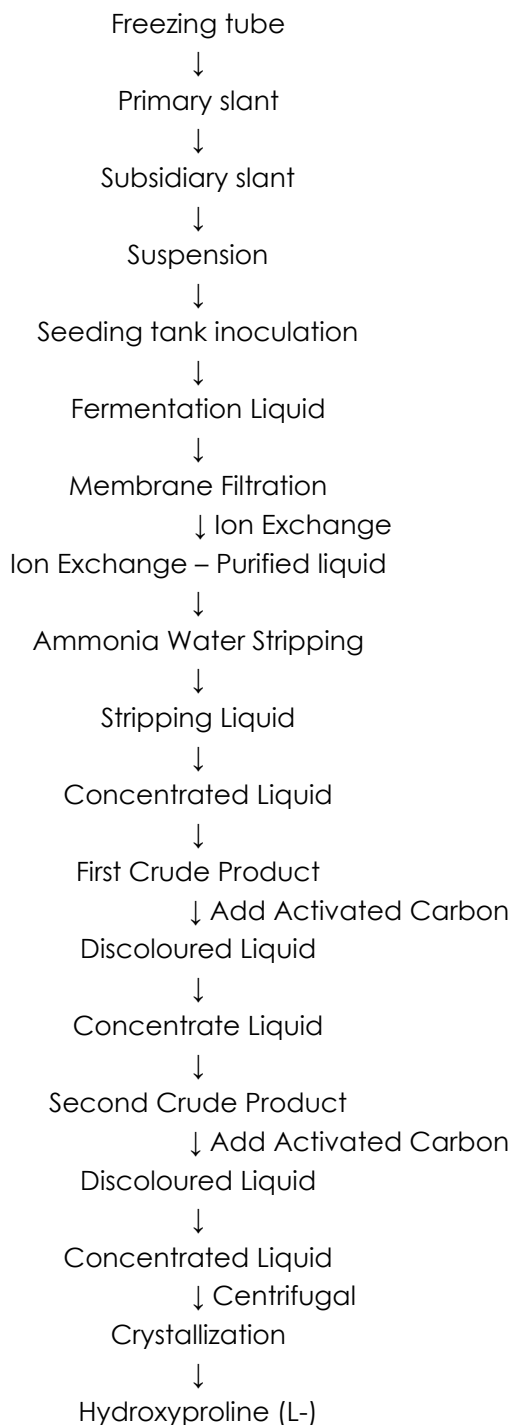 Freezing tube
↓
Primary slant
↓
Subsidiary slant
↓
Suspension
↓
Seeding tank inoculation
↓
Fermentation Liquid
↓
Membrane Filtration
↓ Ion Exchange
Ion Exchange – Purified liquid
↓
Ammonia Water Stripping
↓
Stripping Liquid
↓
Concentrated Liquid
↓
First Crude Product
↓ Add Activated Carbon
Discoloured Liquid
↓
Concentrate Liquid
↓
Second Crude Product
↓ Add Activated Carbon
Discoloured Liquid
↓
Concentrated Liquid
↓ Centrifugal
Crystallization
↓
Hydroxyproline (L-)